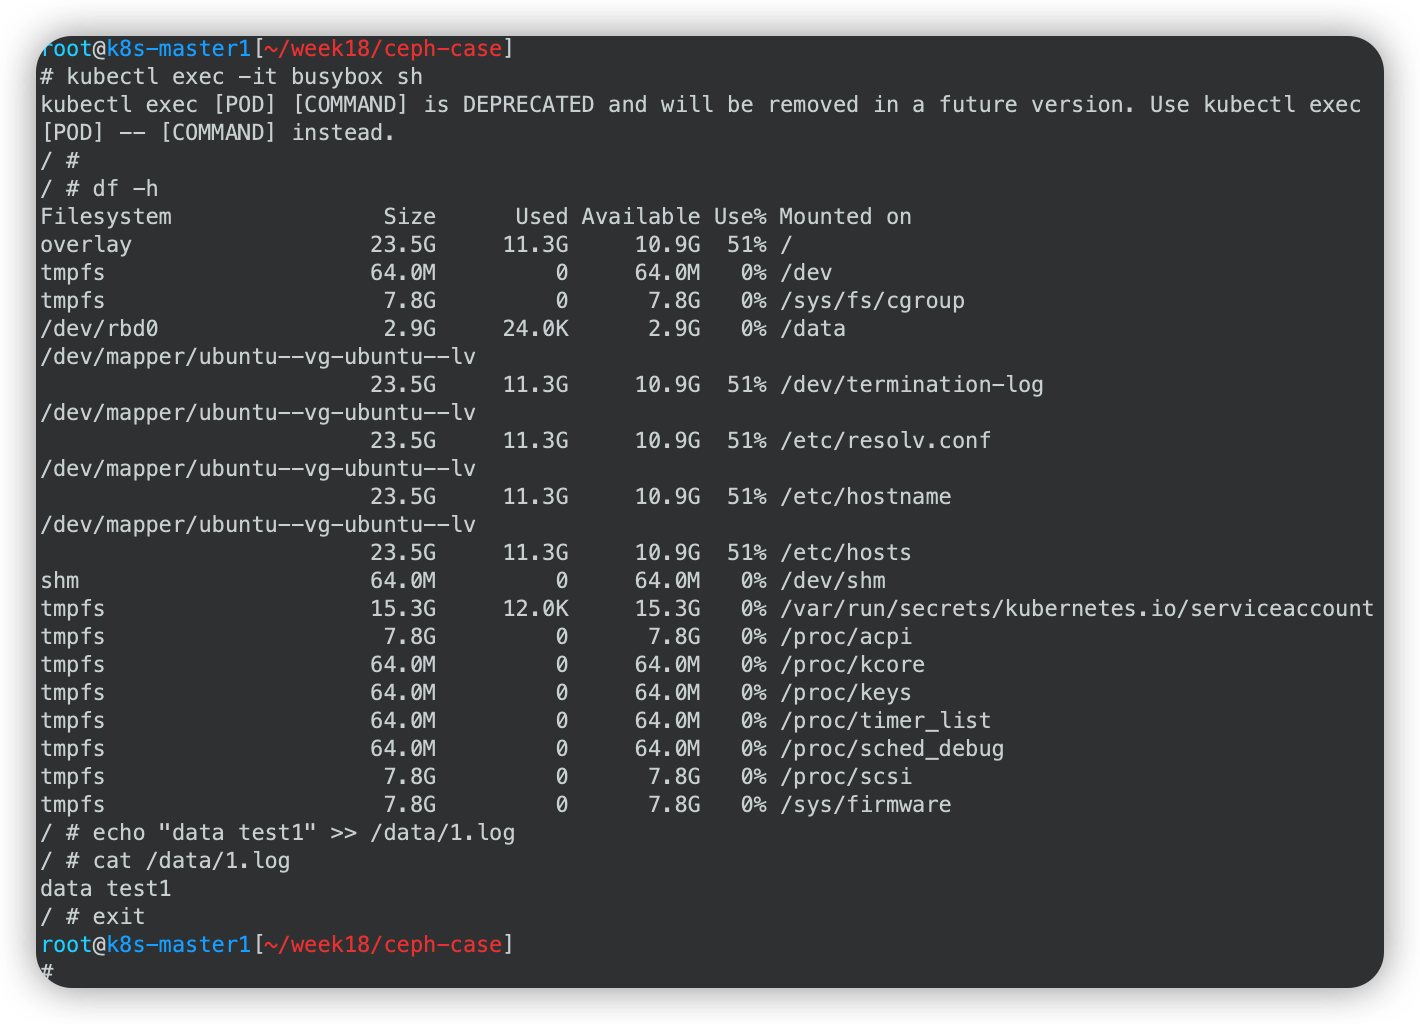 root@k8s-master1[~/week18/ceph-case]
# kubectl exec -it busybox sh
kubectl exec [POD] [COMMAND] is DEPRECATED and will be removed in a future version. Use kubectl exec
[POD] -- [COMMAND] instead.
/ #
/ # df -h
Filesystem                Size      Used Available Use% Mounted on
overlay                  23.5G     11.3G     10.9G  51% /
tmpfs                    64.0M         0     64.0M   0% /dev
tmpfs                     7.8G         0      7.8G   0% /sys/fs/cgroup
/dev/rbd0                 2.9G     24.0K      2.9G   0% /data
/dev/mapper/ubuntu--vg-ubuntu--lv
                         23.5G     11.3G     10.9G  51% /dev/termination-log
/dev/mapper/ubuntu--vg-ubuntu--lv
                         23.5G     11.3G     10.9G  51% /etc/resolv.conf
/dev/mapper/ubuntu--vg-ubuntu--lv
                         23.5G     11.3G     10.9G  51% /etc/hostname
/dev/mapper/ubuntu--vg-ubuntu--lv
                         23.5G     11.3G     10.9G  51% /etc/hosts
shm                      64.0M         0     64.0M   0% /dev/shm
tmpfs                    15.3G     12.0K     15.3G   0% /var/run/secrets/kubernetes.io/serviceaccount
tmpfs                     7.8G         0      7.8G   0% /proc/acpi
tmpfs                    64.0M         0     64.0M   0% /proc/kcore
tmpfs                    64.0M         0     64.0M   0% /proc/keys
tmpfs                    64.0M         0     64.0M   0% /proc/timer_list
tmpfs                    64.0M         0     64.0M   0% /proc/sched_debug
tmpfs                     7.8G         0      7.8G   0% /proc/scsi
tmpfs                     7.8G         0      7.8G   0% /sys/firmware
/ # echo "data test1" >> /data/1.log
/ # cat /data/1.log
data test1
/ # exit
root@k8s-master1[~/week18/ceph-case]
#